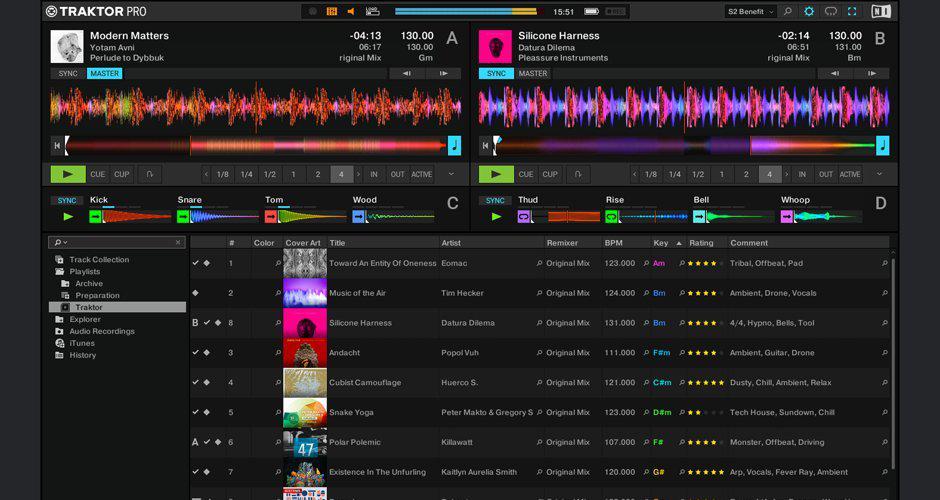 TRAKTOR PRO
LOAD
15:51
REC
S2 Benefit
NI
Modern Matters -04:13 130.00 A
Yotam Avni 06:17 130.00
Perlude to Dybbuk riginal Mix Gm
SYNC MASTER
CUE CUP 1/8 1/4 1/2 1 2 4 IN OUT ACTIVE
Silicone Harness -02:14 130.00 B
Datura Dilema 06:51 131.00
Pleassure Instruments riginal Mix Bm
SYNC MASTER
CUE CUP 1/8 1/4 1/2 1 2 4 IN OUT ACTIVE
SYNC Kick Snare Tom Wood C
SYNC Thud Rise Bell Whoop D
Track Collection
Playlists
Archive
Preparation
Traktor
Explorer
Audio Recordings
iTunes
History
# Color Cover Art Title Artist Remixer BPM Key Rating Comment
1 Toward An Entity Of Oneness Eomac Original Mix 123.000 Am Tribal, Offbeat, Pad
2 Music of the Air Tim Hecker Original Mix 124.000 Bm Ambient, Drone, Vocals
B 8 Silicone Harness Datura Dilema Original Mix 131.000 Bm 4/4, Hypno, Bells, Tool
3 Andacht Popol Vuh Original Mix 111.000 F#m Ambient, Guitar, Drone
4 Cubist Camouflage Huerco S. Original Mix 121.000 C#m Dusty, Chill, Ambient, Relax
5 Snake Yoga Peter Makto & Gregory S Original Mix 123.000 D#m Tech House, Sundown, Chill
A 6 47 Polar Polemic Killawatt Original Mix 107.000 F# Monster, Offbeat, Driving
7 Existence In The Unfurling Kaitlyn Aurelia Smith Original Mix 120.000 G# Arp, Vocals, Fever Ray, Ambient